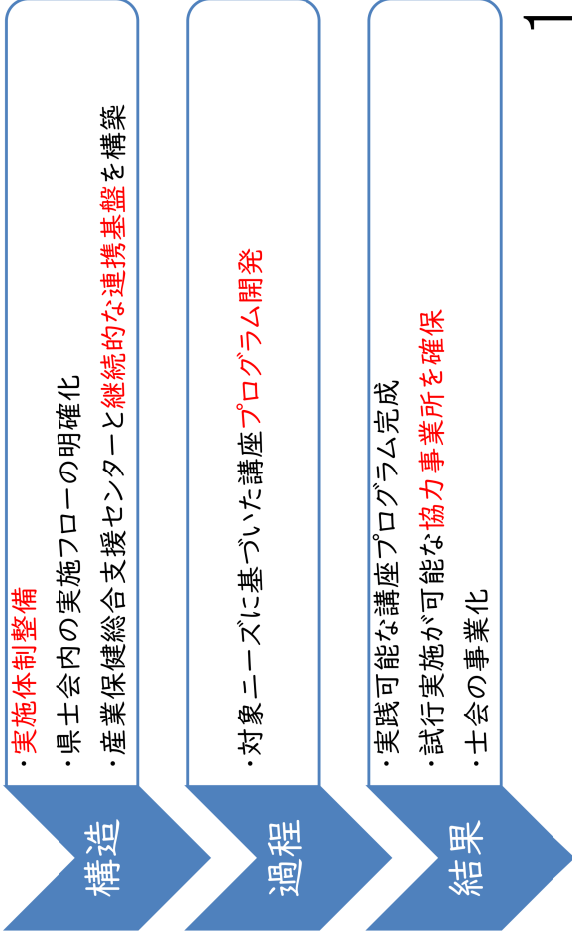 構造
・実施体制整備
・県士会内の実施フローの明確化
・産業保健総合支援センターと継続的な連携基盤を構築
過程
・対象ニーズに基づいた講座プログラム開発
結果
・実践可能な講座プログラム完成
・試行実施が可能な協力事業所を確保
・士会の事業化
1